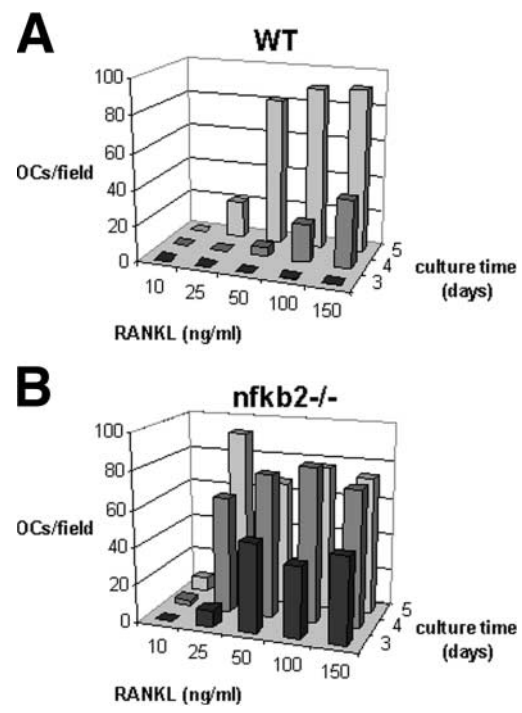 A
WT
100
80
60
40
20
0
OCs/field
10 25 50 100 150
RANKL (ng/ml)
3 4 5
culture time
(days)
B
nfkb2-/-
100
80
60
40
20
0
OCs/field
10 25 50 100 150
RANKL (ng/ml)
3 4 5
culture time
(days)